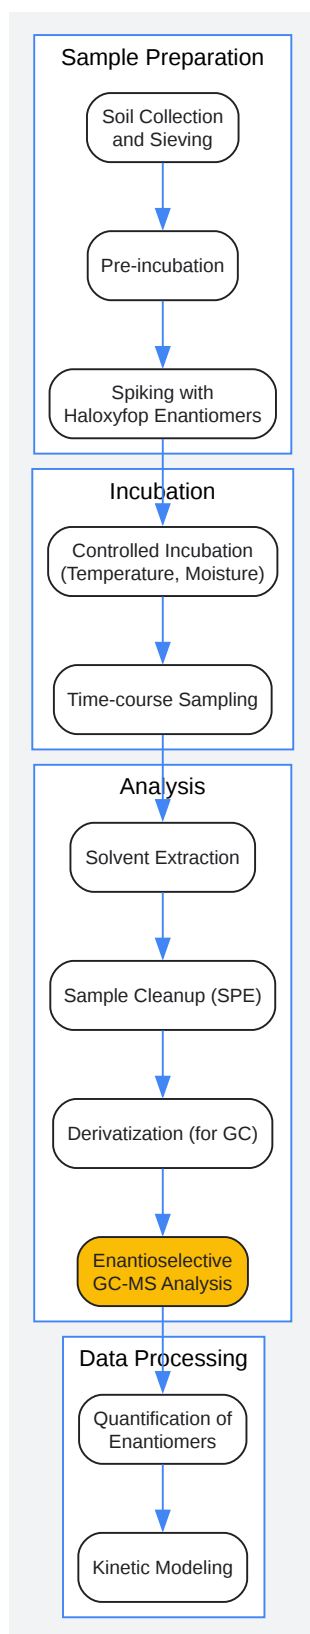 Sample Preparation
Soil Collection
and Sieving
Pre-incubation
Spiking with
Haloxyfop Enantiomers
Incubation
Controlled Incubation
(Temperature, Moisture)
Time-course Sampling
Analysis
Solvent Extraction
Sample Cleanup (SPE)
Derivatization (for GC)
Enantioselective
GC-MS Analysis
Data Processing
Quantification of
Enantiomers
Kinetic Modeling